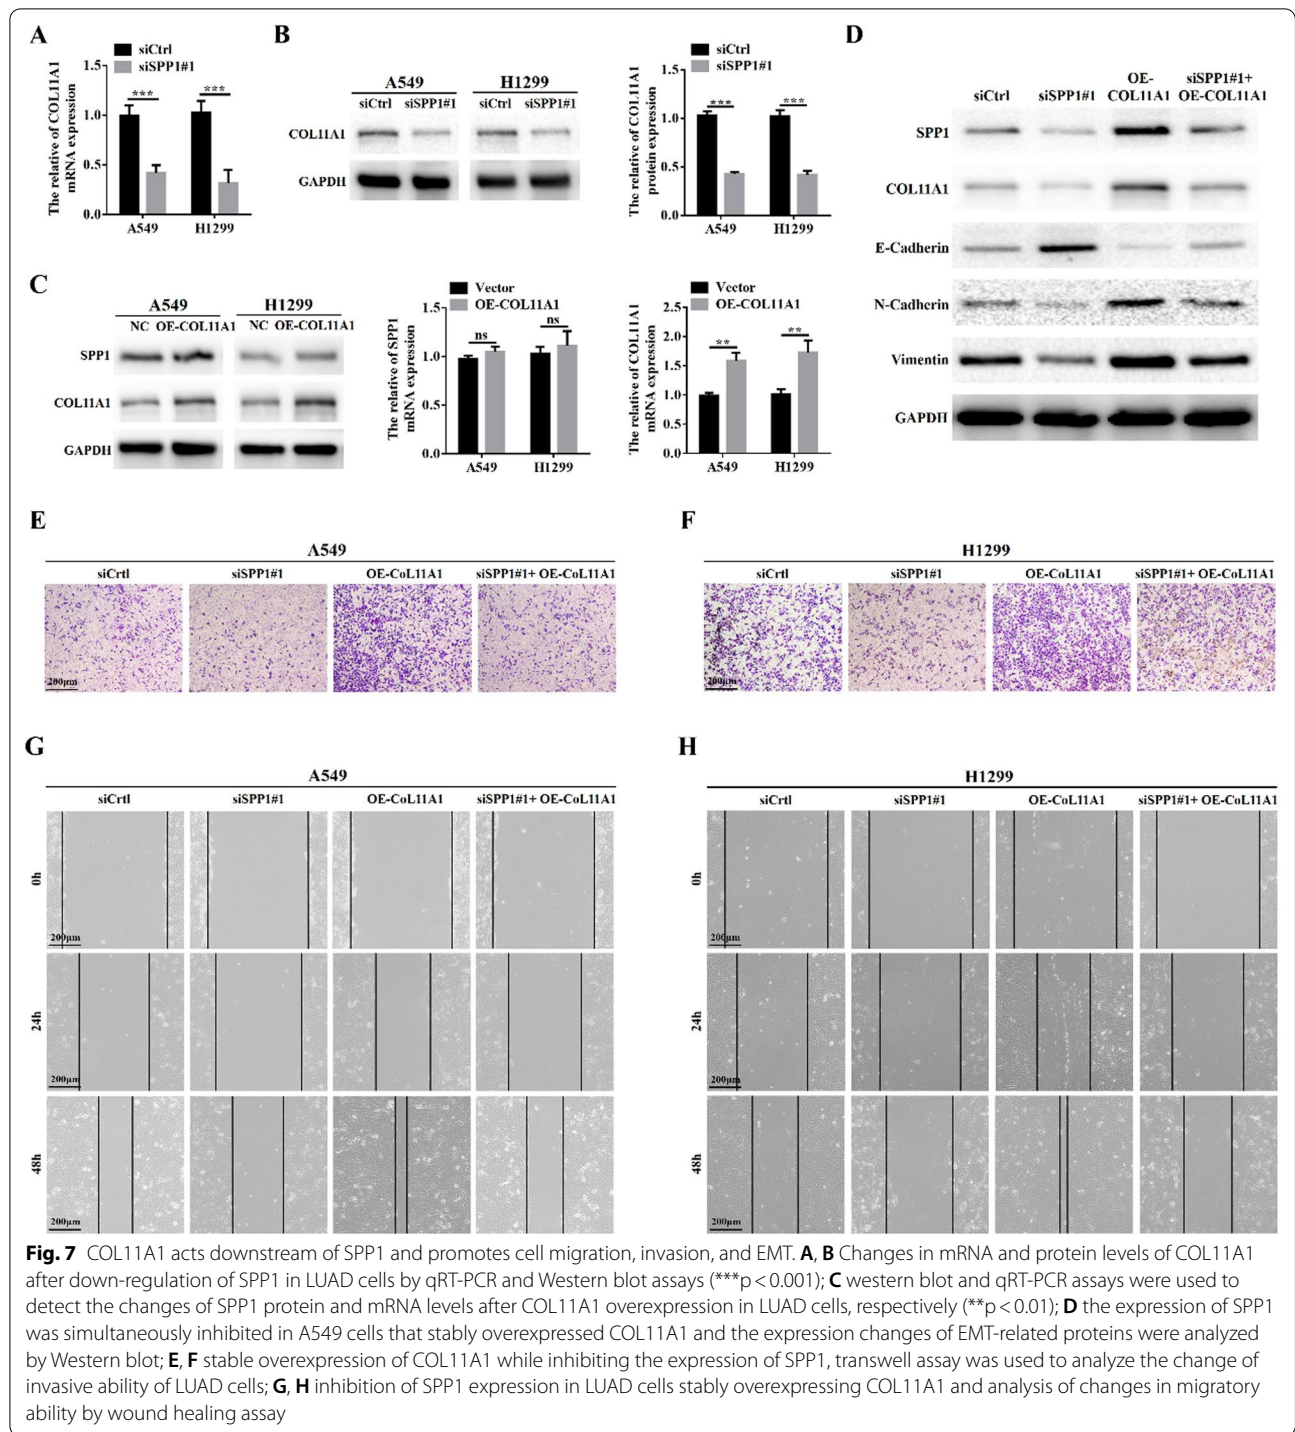 A
siCtrl
siSPP1#1
The relative of COL11A1
mRNA expression
1.5
1.0
0.5
0.0
***
***
A549
H1299
B
A549
H1299
siCtrl siSPP1#1
siCtrl siSPP1#1
COL11A1
GAPDH
siCtrl
siSPP1#1
The relative of COL11A1
protein expression
1.5
1.0
0.5
0.0
***
***
A549
H1299
C
A549
H1299
NC OE-COL11A1
NC OE-COL11A1
SPP1
COL11A1
GAPDH
Vector
OE-COL11A1
The relative of SPP1
mRNA expression
1.5
1.0
0.5
0.0
ns
ns
A549
H1299
Vector
OE-COL11A1
The relative of COL11A1
mRNA expression
2.5
2.0
1.5
1.0
0.5
0.0
**
**
A549
H1299
D
siCtrl
siSPP1#1
OE-
COL11A1
siSPP1#1+
OE-COL11A1
SPP1
COL11A1
E-Cadherin
N-Cadherin
Vimentin
GAPDH
E
A549
siCrtl siSPP1#1 OE-CoL11A1 siSPP1#1+ OE-CoL11A1
200μm
F
H1299
siCrtl siSPP1#1 OE-CoL11A1 siSPP1#1+ OE-CoL11A1
200μm
G
A549
siCrtl siSPP1#1 OE-CoL11A1 siSPP1#1+ OE-CoL11A1
0h
200μm
24h
200μm
48h
200μm
H
H1299
siCrtl siSPP1#1 OE-CoL11A1 siSPP1#1+ OE-CoL11A1
0h
200μm
24h
200μm
48h
200μm
Fig. 7 COL11A1 acts downstream of SPP1 and promotes cell migration, invasion, and EMT. A, B Changes in mRNA and protein levels of COL11A1
after down-regulation of SPP1 in LUAD cells by qRT-PCR and Western blot assays (***p < 0.001); C western blot and qRT-PCR assays were used to
detect the changes of SPP1 protein and mRNA levels after COL11A1 overexpression in LUAD cells, respectively (**p < 0.01); D the expression of SPP1
was simultaneously inhibited in A549 cells that stably overexpressed COL11A1 and the expression changes of EMT-related proteins were analyzed
by Western blot; E, F stable overexpression of COL11A1 while inhibiting the expression of SPP1, transwell assay was used to analyze the change of
invasive ability of LUAD cells; G, H inhibition of SPP1 expression in LUAD cells stably overexpressing COL11A1 and analysis of changes in migratory
ability by wound healing assay